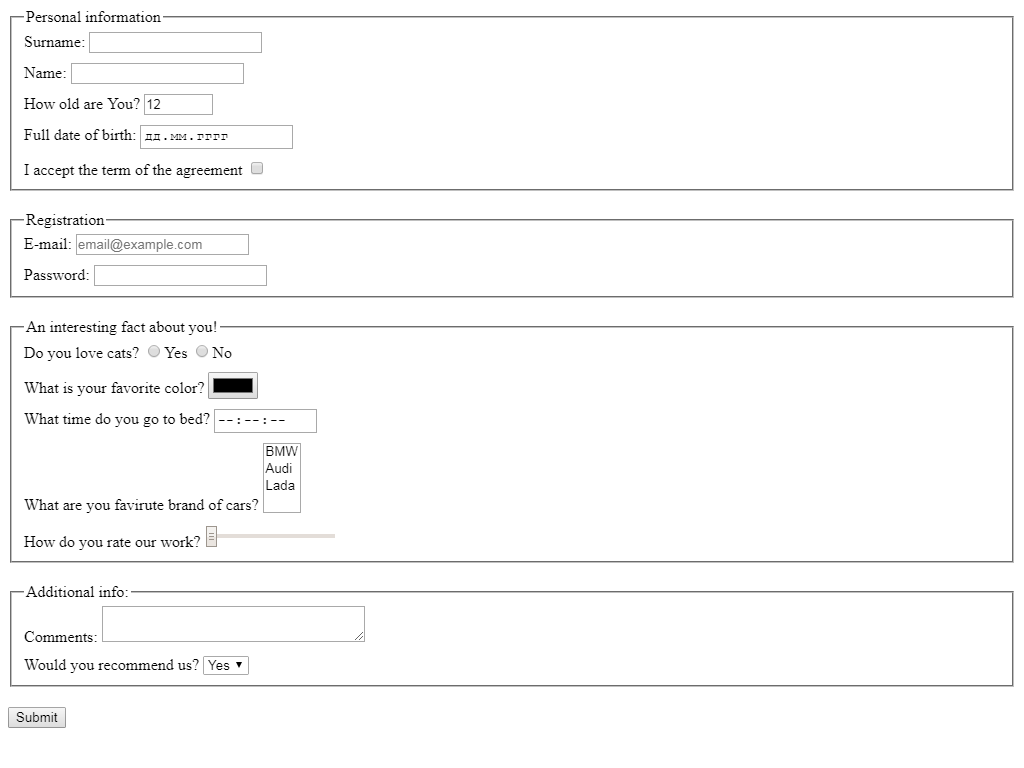 Personal information
Surname:
Name:
How old are You? 12
Full date of birth: дд.мм.гггг
I accept the term of the agreement
Registration
E-mail: email@example.com
Password:
An interesting fact about you!
Do you love cats? Yes No
What is your favorite color?
What time do you go to bed? --:--:--
BMW
Audi
Lada
What are you favirute brand of cars?
How do you rate our work?
Additional info:
Comments:
Would you recommend us? Yes
Submit